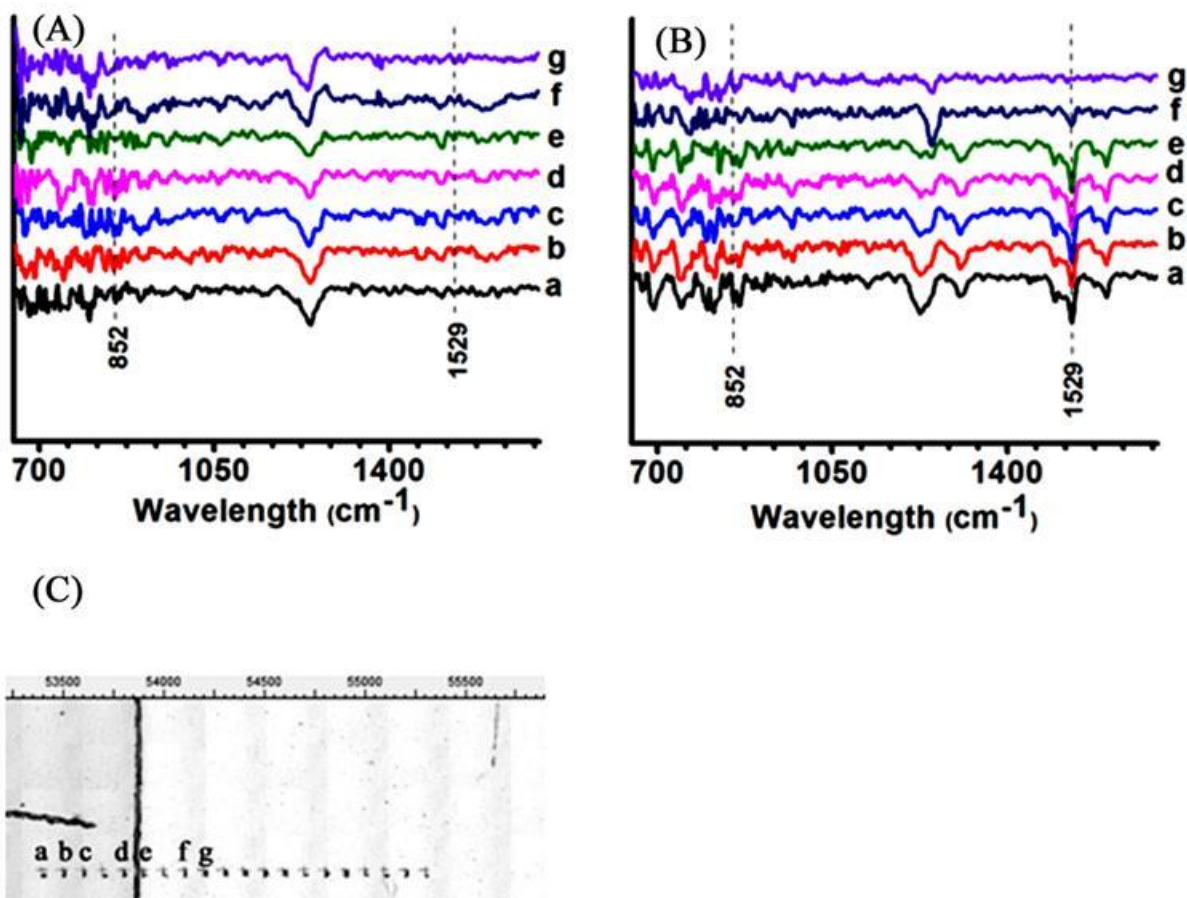 (A)
g
f
e
d
c
b
a
852
1529
700 1050 1400
Wavelength (cm-1)
(B)
g
f
e
d
c
b
a
852
1529
700 1050 1400
Wavelength (cm-1)
(C)
53500 54000 54500 55000 55500
a b c d e f g